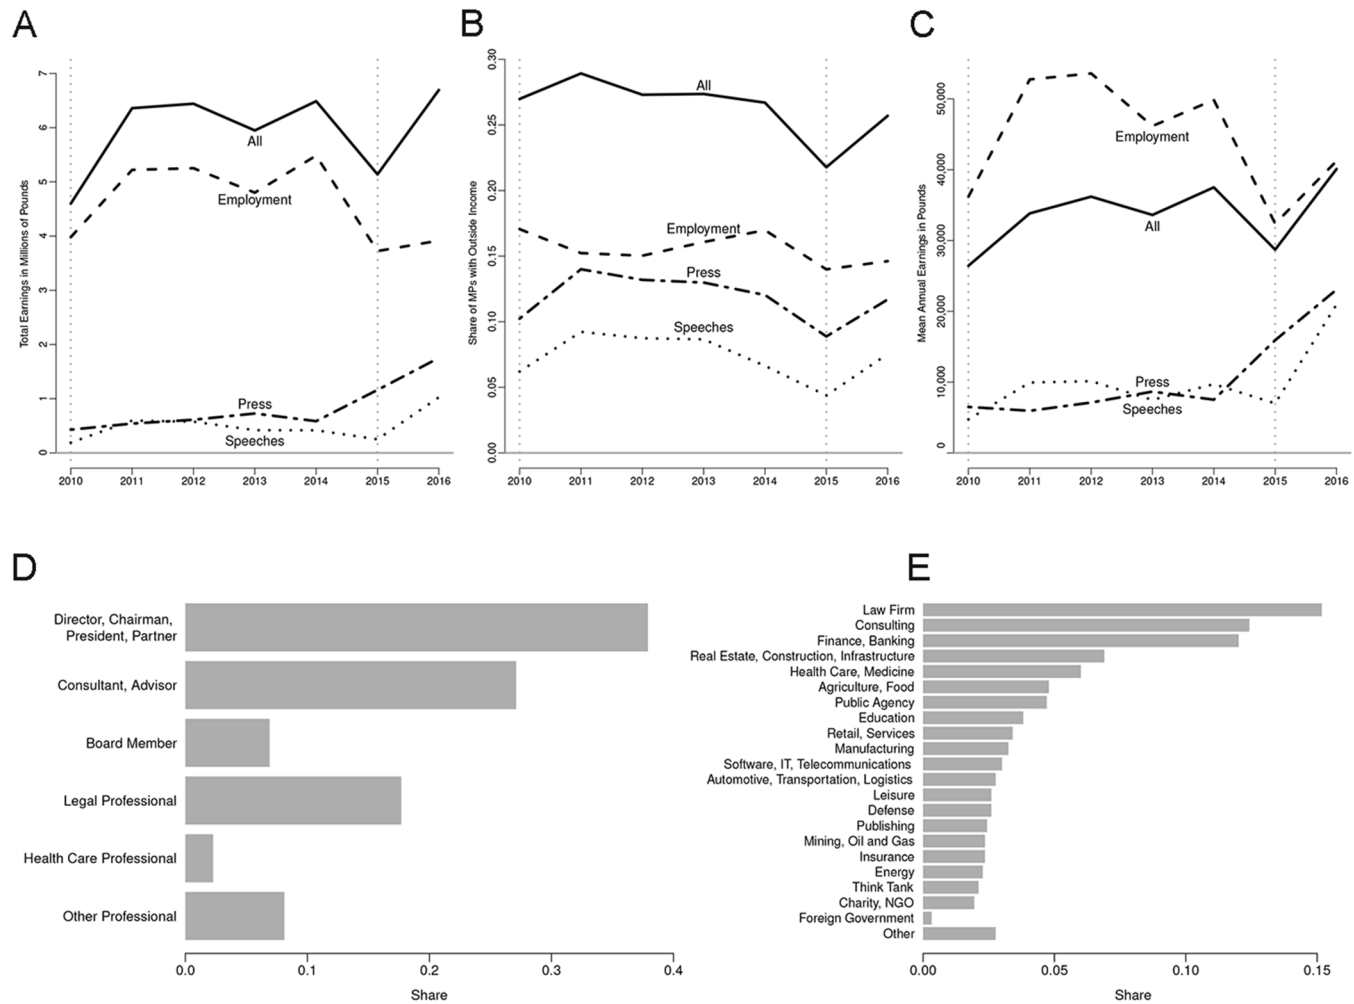 A
B
C
Total Earnings in Millions of Pounds
7
6
5
4
3
2
1
0
All
Employment
Press
Speeches
2010 2011 2012 2013 2014 2015 2016
Share of MPs with Outside Income
0.30
0.25
0.20
0.15
0.10
0.05
0.00
All
Employment
Press
Speeches
2010 2011 2012 2013 2014 2015 2016
Mean Annual Earnings in Pounds
50,000
40,000
30,000
20,000
10,000
0
Employment
All
Press
Speeches
2010 2011 2012 2013 2014 2015 2016
D
Director, Chairman,
President, Partner
Consultant, Advisor
Board Member
Legal Professional
Health Care Professional
Other Professional
0.0 0.1 0.2 0.3 0.4
Share
E
Law Firm
Consulting
Finance, Banking
Real Estate, Construction, Infrastructure
Health Care, Medicine
Agriculture, Food
Public Agency
Education
Retail, Services
Manufacturing
Software, IT, Telecommunications
Automotive, Transportation, Logistics
Leisure
Defense
Publishing
Mining, Oil and Gas
Insurance
Energy
Think Tank
Charity, NGO
Foreign Government
Other
0.00 0.05 0.10 0.15
Share